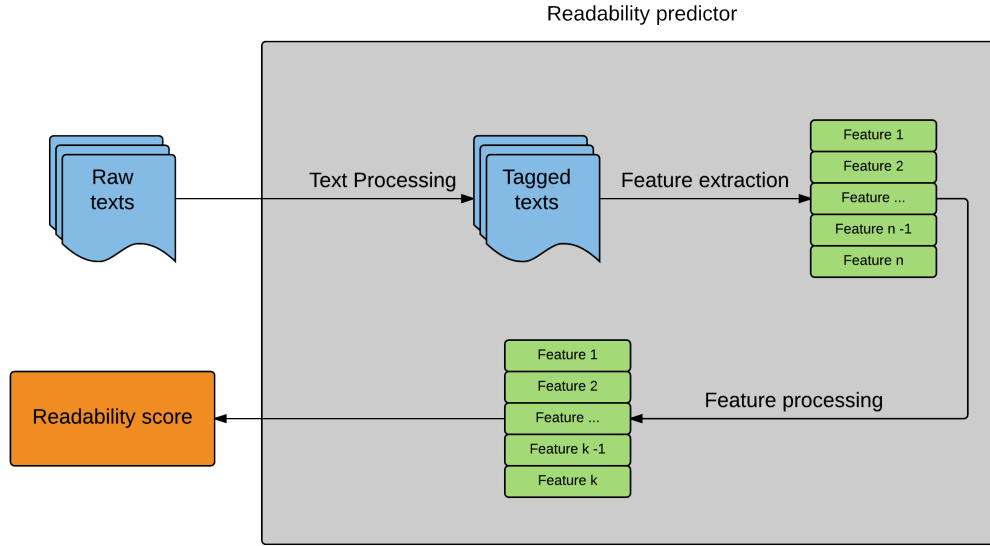 Readability predictor
Raw
texts
Text Processing
Tagged
texts
Feature extraction
Feature 1
Feature 2
Feature ...
Feature n -1
Feature n
Feature processing
Feature 1
Feature 2
Feature ...
Feature k -1
Feature k
Readability score